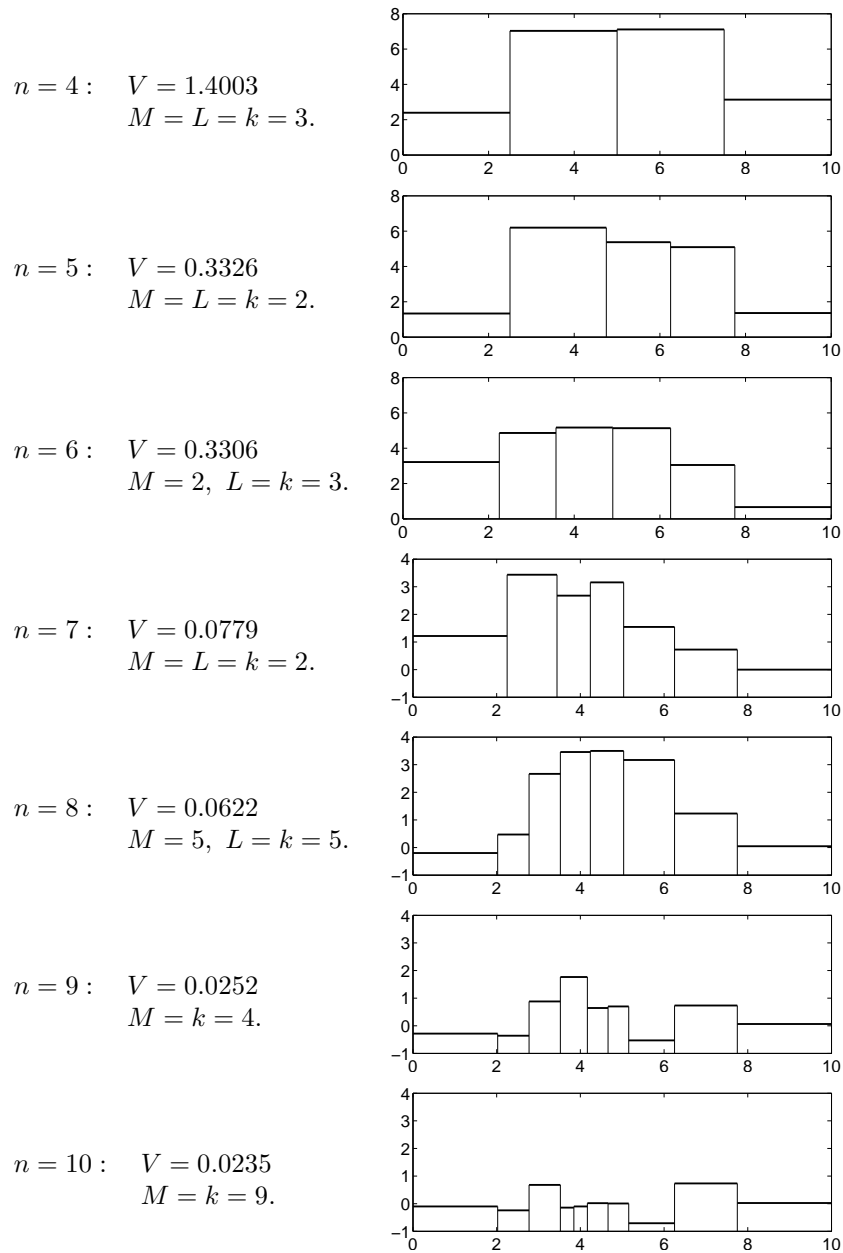 n = 4 : V = 1.4003
M = L = k = 3.
8
6
4
2
0
0 2 4 6 8 10
n = 5 : V = 0.3326
M = L = k = 2.
8
6
4
2
0
0 2 4 6 8 10
n = 6 : V = 0.3306
M = 2, L = k = 3.
8
6
4
2
0
0 2 4 6 8 10
n = 7 : V = 0.0779
M = L = k = 2.
4
3
2
1
0
−1
0 2 4 6 8 10
n = 8 : V = 0.0622
M = 5, L = k = 5.
4
3
2
1
0
−1
0 2 4 6 8 10
n = 9 : V = 0.0252
M = k = 4.
4
3
2
1
0
−1
0 2 4 6 8 10
n = 10 : V = 0.0235
M = k = 9.
4
3
2
1
0
−1
0 2 4 6 8 10